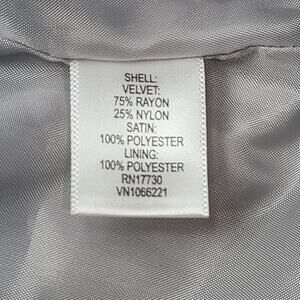 SHELL:
VELVET:
75% RAYON
25% NYLON
SATIN:
100% POLYESTER
LINING:
100% POLYESTER
RN17730
VN1066221